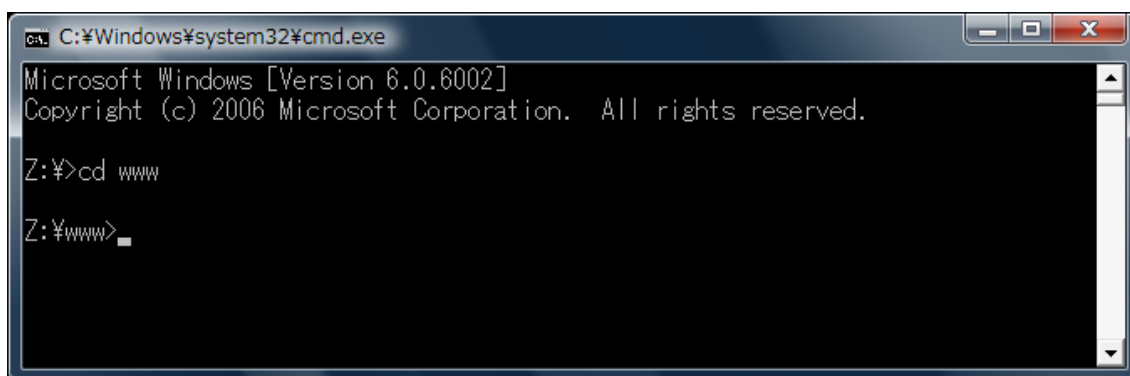 C:¥Windows¥system32¥cmd.exe
Microsoft Windows [Version 6.0.6002]
Copyright (c) 2006 Microsoft Corporation.  All rights reserved.
Z:¥>cd www
Z:¥www>